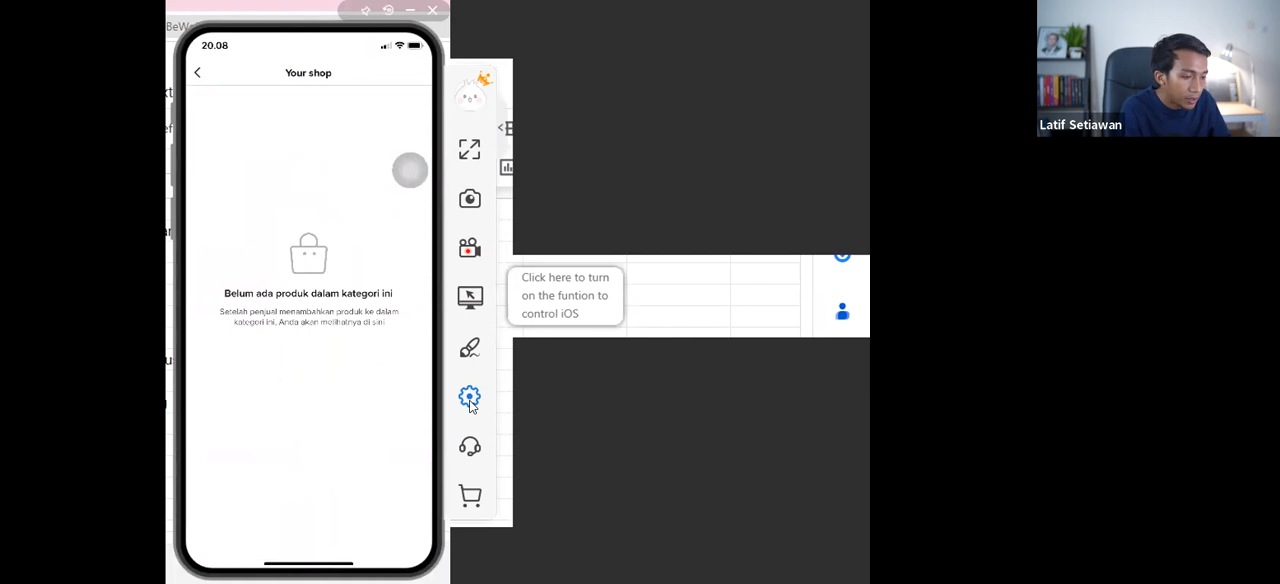 BeW
20.08
Your shop
Belum ada produk dalam kategori ini
Setelah penjual menambahkan produk ke dalam
kategori ini, Anda akan melihatnya di sini
Click here to turn
on the funtion to
control iOS
Latif Setiawan